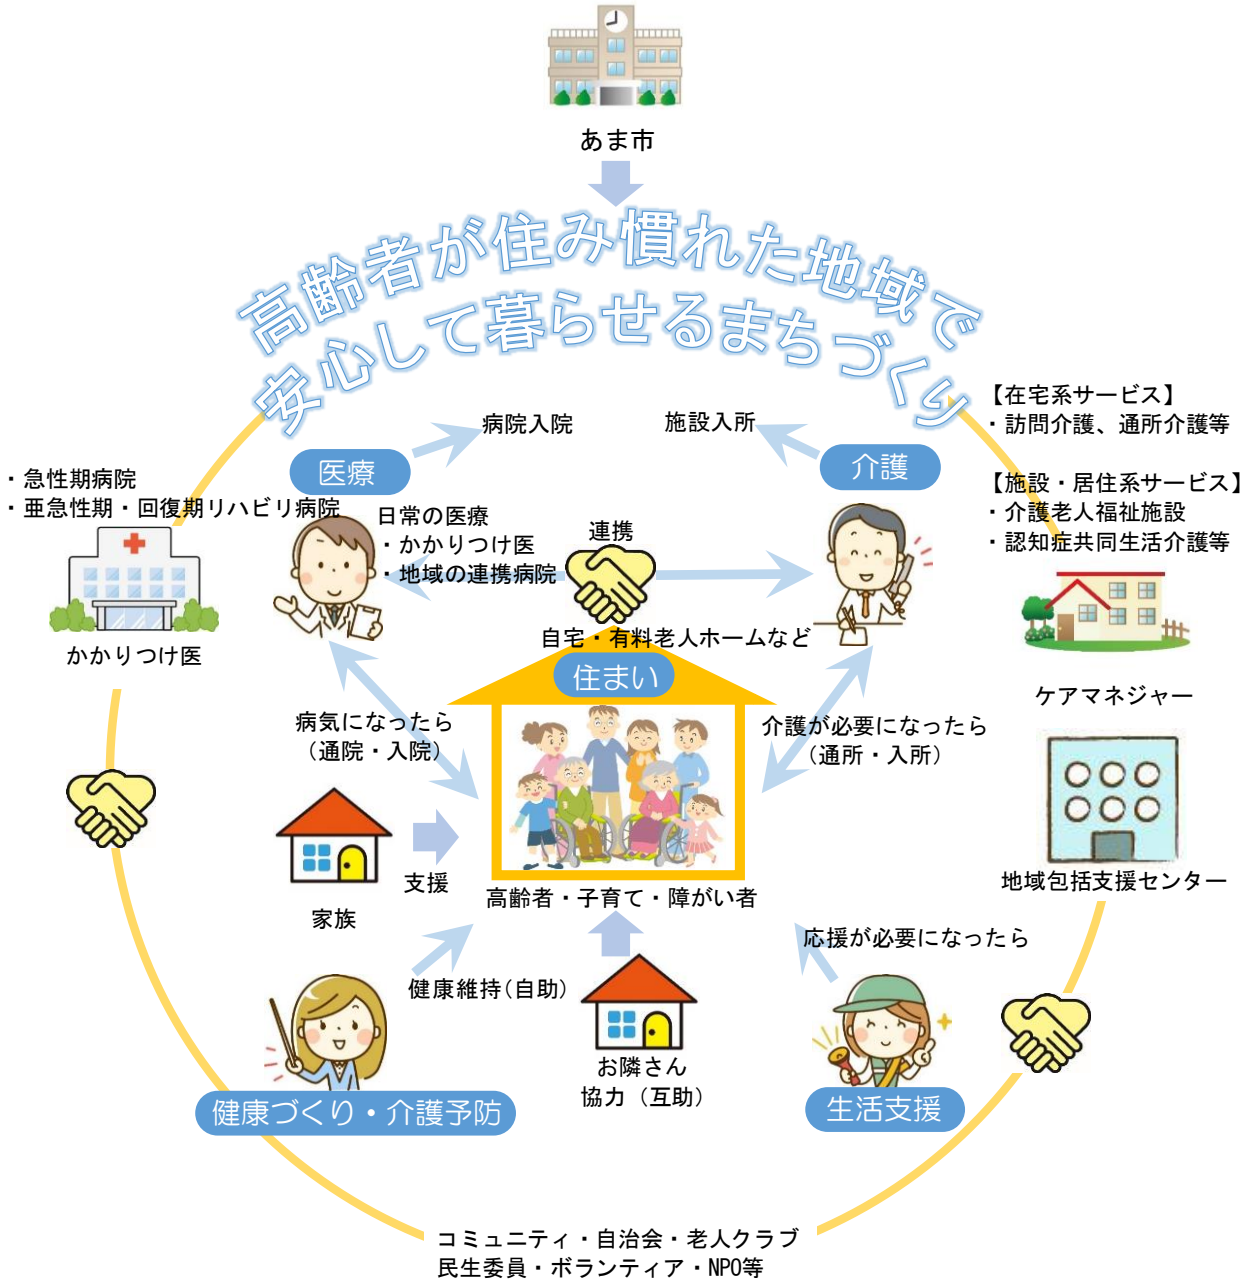 あま市
高齢者が住み慣れた地域で
安心して暮らせるまちづくり
【在宅系サービス】
・訪問介護、通所介護等
病院入院
施設入所
医療
介護
・急性期病院
・亜急性期・回復期リハビリ病院
【施設・居住系サービス】
・介護老人福祉施設
・認知症共同生活介護等
日常の医療
・かかりつけ医
・地域の連携病院
連携
かかりつけ医
自宅・有料老人ホームなど
住まい
ケアマネジャー
病気になったら
（通院・入院）
介護が必要になったら
（通所・入所）
支援
家族
高齢者・子育て・障がい者
地域包括支援センター
応援が必要になったら
健康維持(自助)
お隣さん
協力（互助）
健康づくり・介護予防
生活支援
コミュニティ・自治会・老人クラブ
民生委員・ボランティア・NPO等